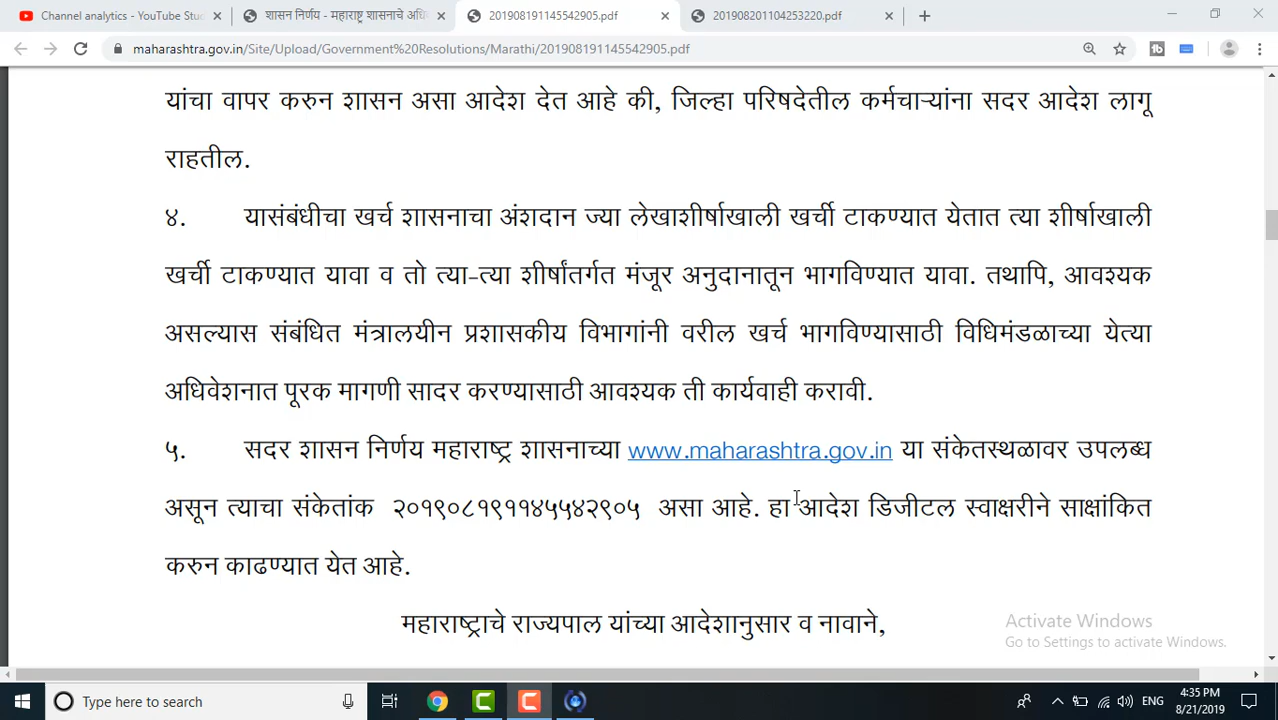 Channel analytics - YouTube Stu
शासन निर्णय - महाराष्ट्र शासनाचे अधि
201908191145542905.pdf
201908201104253220.pdf
maharashtra.gov.in/Site/Upload/Government%20Resolutions/Marathi/201908191145542905.pdf
यांचा वापर करुन शासन असा आदेश देत आहे की, जिल्हा परिषदेतील कर्मचाऱ्यांना सदर आदेश लागू
राहतील.
४. यासंबंधीचा खर्च शासनाचा अंशदान ज्या लेखाशीर्षाखाली खर्ची टाकण्यात येतात त्या शीर्षाखाली
खर्ची टाकण्यात यावा व तो त्या-त्या शीर्षांतर्गत मंजूर अनुदानातून भागविण्यात यावा. तथापि, आवश्यक
असल्यास संबंधित मंत्रालयीन प्रशासकीय विभागांनी वरील खर्च भागविण्यासाठी विधिमंडळाच्या येत्या
अधिवेशनात पूरक मागणी सादर करण्यासाठी आवश्यक ती कार्यवाही करावी.
५. सदर शासन निर्णय महाराष्ट्र शासनाच्या www.maharashtra.gov.in या संकेतस्थळावर उपलब्ध
असून त्याचा संकेतांक २०१९०८१९११४५५४२९०५ असा आहे. हा आदेश डिजीटल स्वाक्षरीने साक्षांकित
करुन काढण्यात येत आहे.
महाराष्ट्राचे राज्यपाल यांच्या आदेशानुसार व नावाने,
Activate Windows
Go to Settings to activate Windows.
Type here to search
ENG
4:35 PM
8/21/2019